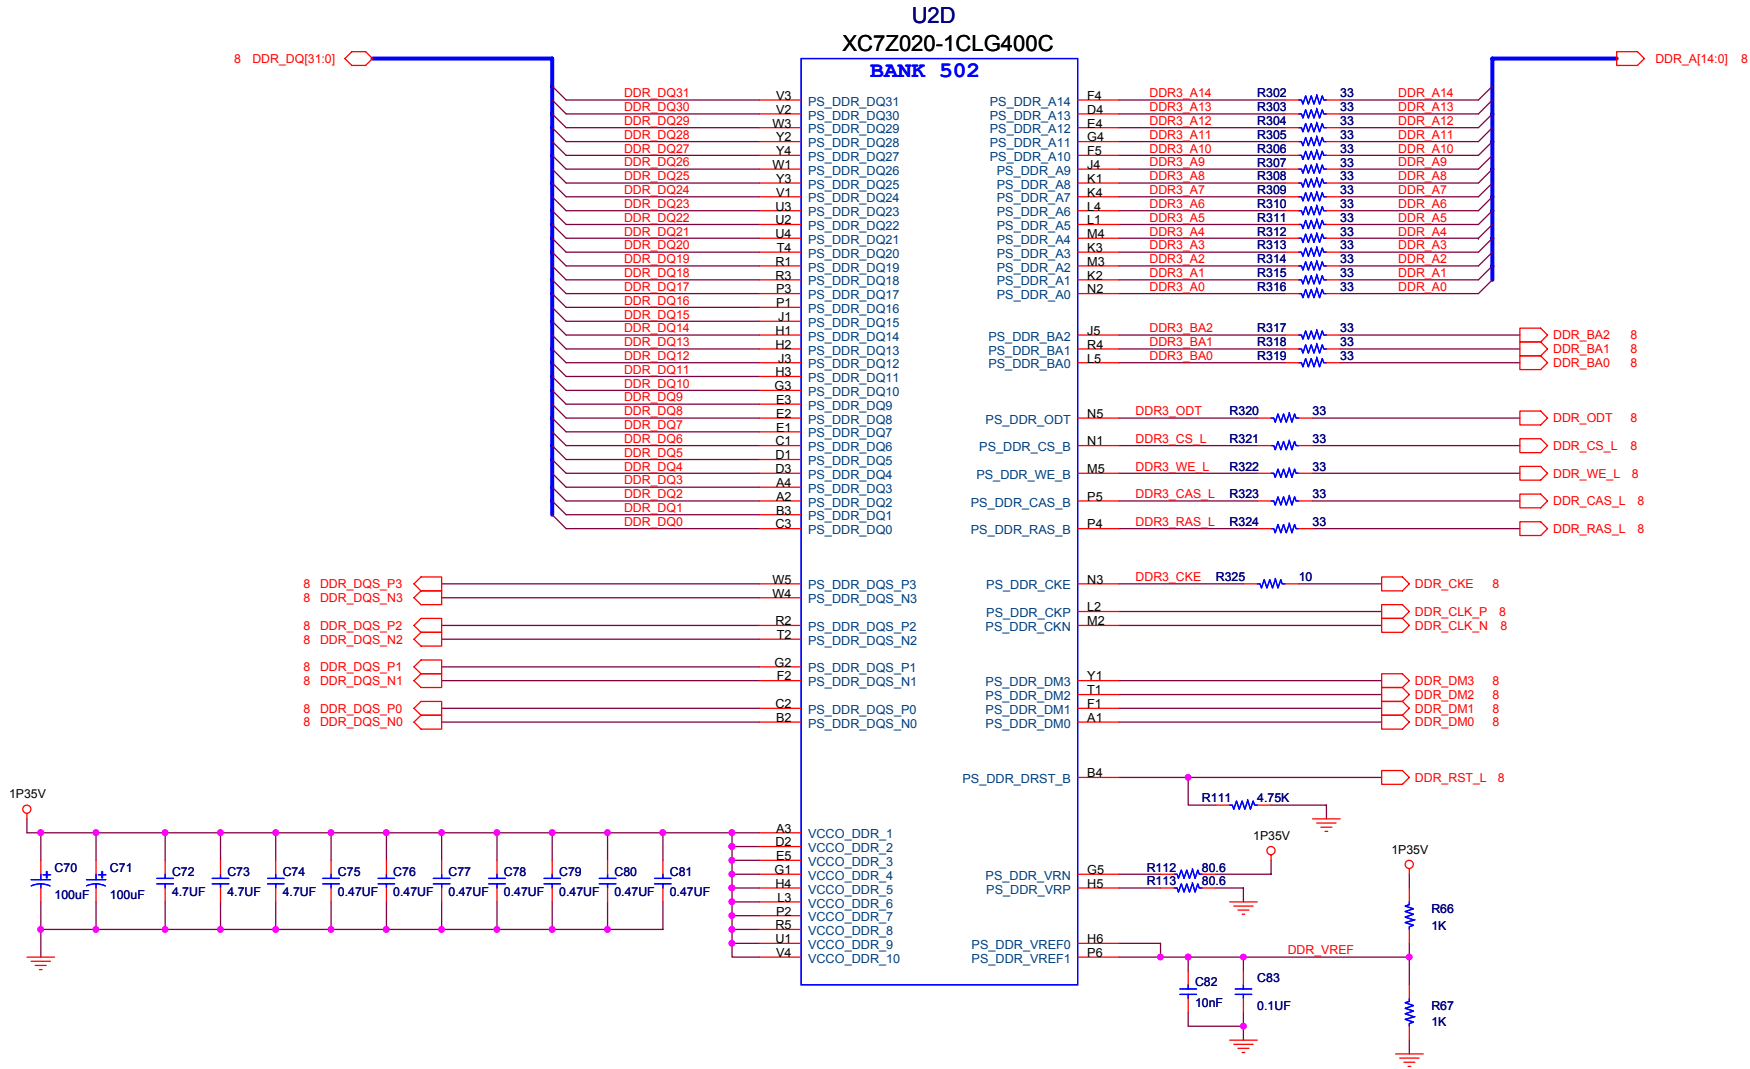 U2D
XC7Z020-1CLG400C
BANK 502
8 DDR_DQ[31:0]
DDR_A[14:0] 8
DDR_DQ31 V3 PS_DDR_DQ31
DDR_DQ30 V2 PS_DDR_DQ30
DDR_DQ29 W3 PS_DDR_DQ29
DDR_DQ28 Y2 PS_DDR_DQ28
DDR_DQ27 Y4 PS_DDR_DQ27
DDR_DQ26 W1 PS_DDR_DQ26
DDR_DQ25 Y3 PS_DDR_DQ25
DDR_DQ24 V1 PS_DDR_DQ24
DDR_DQ23 U3 PS_DDR_DQ23
DDR_DQ22 U2 PS_DDR_DQ22
DDR_DQ21 U4 PS_DDR_DQ21
DDR_DQ20 T4 PS_DDR_DQ20
DDR_DQ19 R1 PS_DDR_DQ19
DDR_DQ18 R3 PS_DDR_DQ18
DDR_DQ17 P3 PS_DDR_DQ17
DDR_DQ16 P1 PS_DDR_DQ16
DDR_DQ15 J1 PS_DDR_DQ15
DDR_DQ14 H1 PS_DDR_DQ14
DDR_DQ13 H2 PS_DDR_DQ13
DDR_DQ12 J3 PS_DDR_DQ12
DDR_DQ11 H3 PS_DDR_DQ11
DDR_DQ10 G3 PS_DDR_DQ10
DDR_DQ9 E3 PS_DDR_DQ9
DDR_DQ8 E2 PS_DDR_DQ8
DDR_DQ7 E1 PS_DDR_DQ7
DDR_DQ6 C1 PS_DDR_DQ6
DDR_DQ5 D1 PS_DDR_DQ5
DDR_DQ4 D3 PS_DDR_DQ4
DDR_DQ3 A4 PS_DDR_DQ3
DDR_DQ2 A2 PS_DDR_DQ2
DDR_DQ1 B3 PS_DDR_DQ1
DDR_DQ0 C3 PS_DDR_DQ0
8 DDR_DQS_P3 W5 PS_DDR_DQS_P3
8 DDR_DQS_N3 W4 PS_DDR_DQS_N3
8 DDR_DQS_P2 R2 PS_DDR_DQS_P2
8 DDR_DQS_N2 T2 PS_DDR_DQS_N2
8 DDR_DQS_P1 G2 PS_DDR_DQS_P1
8 DDR_DQS_N1 F2 PS_DDR_DQS_N1
8 DDR_DQS_P0 C2 PS_DDR_DQS_P0
8 DDR_DQS_N0 B2 PS_DDR_DQS_N0
1P35V
A3 VCCO_DDR_1
D2 VCCO_DDR_2
E5 VCCO_DDR_3
G1 VCCO_DDR_4
H4 VCCO_DDR_5
L3 VCCO_DDR_6
P2 VCCO_DDR_7
R5 VCCO_DDR_8
U1 VCCO_DDR_9
V4 VCCO_DDR_10
C70 C71 C72 C73 C74 C75 C76 C77 C78 C79 C80 C81
+ +
100uF 100uF 4.7UF 4.7UF 4.7UF 0.47UF 0.47UF 0.47UF 0.47UF 0.47UF 0.47UF 0.47UF
PS_DDR_A14 F4 DDR3_A14 R302 33 DDR_A14
PS_DDR_A13 D4 DDR3_A13 R303 33 DDR_A13
PS_DDR_A12 E4 DDR3_A12 R304 33 DDR_A12
PS_DDR_A11 G4 DDR3_A11 R305 33 DDR_A11
PS_DDR_A10 F5 DDR3_A10 R306 33 DDR_A10
PS_DDR_A9 J4 DDR3_A9 R307 33 DDR_A9
PS_DDR_A8 K1 DDR3_A8 R308 33 DDR_A8
PS_DDR_A7 K4 DDR3_A7 R309 33 DDR_A7
PS_DDR_A6 L4 DDR3_A6 R310 33 DDR_A6
PS_DDR_A5 L1 DDR3_A5 R311 33 DDR_A5
PS_DDR_A4 M4 DDR3_A4 R312 33 DDR_A4
PS_DDR_A3 K3 DDR3_A3 R313 33 DDR_A3
PS_DDR_A2 M3 DDR3_A2 R314 33 DDR_A2
PS_DDR_A1 K2 DDR3_A1 R315 33 DDR_A1
PS_DDR_A0 N2 DDR3_A0 R316 33 DDR_A0
PS_DDR_BA2 J5 DDR3_BA2 R317 33 DDR_BA2 8
PS_DDR_BA1 R4 DDR3_BA1 R318 33 DDR_BA1 8
PS_DDR_BA0 L5 DDR3_BA0 R319 33 DDR_BA0 8
PS_DDR_ODT N5 DDR3_ODT R320 33 DDR_ODT 8
PS_DDR_CS_B N1 DDR3_CS_L R321 33 DDR_CS_L 8
PS_DDR_WE_B M5 DDR3_WE_L R322 33 DDR_WE_L 8
PS_DDR_CAS_B P5 DDR3_CAS_L R323 33 DDR_CAS_L 8
PS_DDR_RAS_B P4 DDR3_RAS_L R324 33 DDR_RAS_L 8
PS_DDR_CKE N3 DDR3_CKE R325 10 DDR_CKE 8
PS_DDR_CKP L2 DDR_CLK_P 8
PS_DDR_CKN M2 DDR_CLK_N 8
PS_DDR_DM3 Y1 DDR_DM3 8
PS_DDR_DM2 T1 DDR_DM2 8
PS_DDR_DM1 F1 DDR_DM1 8
PS_DDR_DM0 A1 DDR_DM0 8
PS_DDR_DRST_B B4 DDR_RST_L 8
R111 4.75K
1P35V
1P35V
PS_DDR_VRN G5 R112 80.6
PS_DDR_VRP H5 R113 80.6
R66
1K
PS_DDR_VREF0 H6
PS_DDR_VREF1 P6 DDR_VREF
C82
10nF
C83
0.1UF
R67
1K